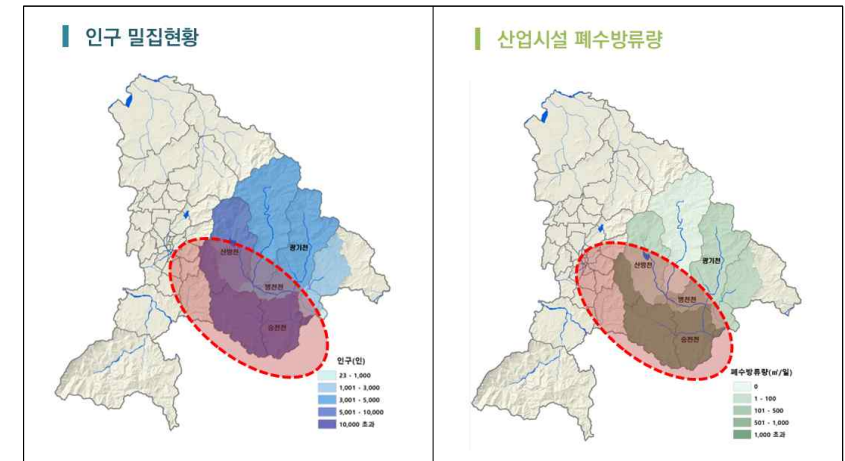 인구 밀집현황
신방천
광기천
병천천
승천천
인구(인)
23 - 1,000
1,001 - 3,000
3,001 - 5,000
5,001 - 10,000
10,000 초과
산업시설 폐수방류량
신방천
광기천
병천천
승천천
폐수방류량(㎥/일)
0
1 - 100
101 - 500
501 - 1,000
1,000 초과